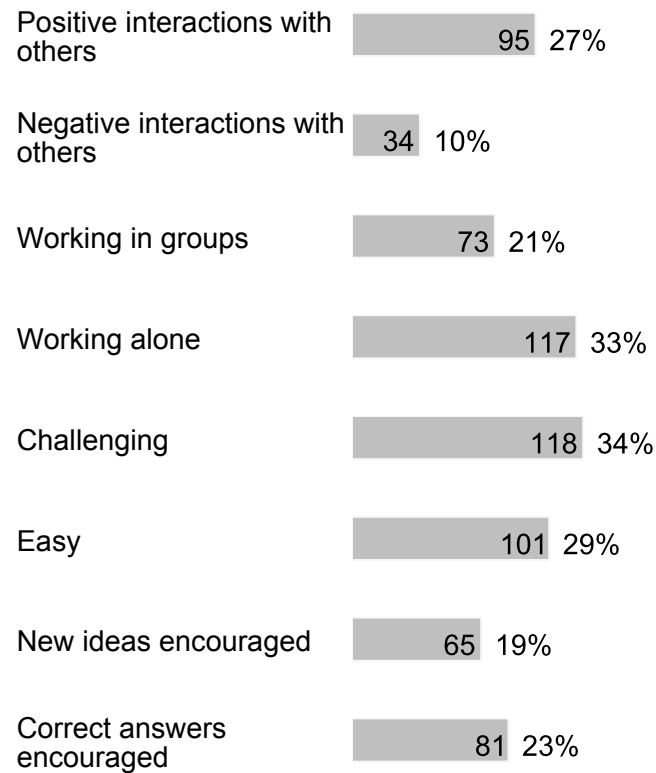 Positive interactions with
others
95 27%
Negative interactions with
others
34 10%
Working in groups 73 21%
Working alone 117 33%
Challenging 118 34%
Easy 101 29%
New ideas encouraged 65 19%
Correct answers
encouraged
81 23%